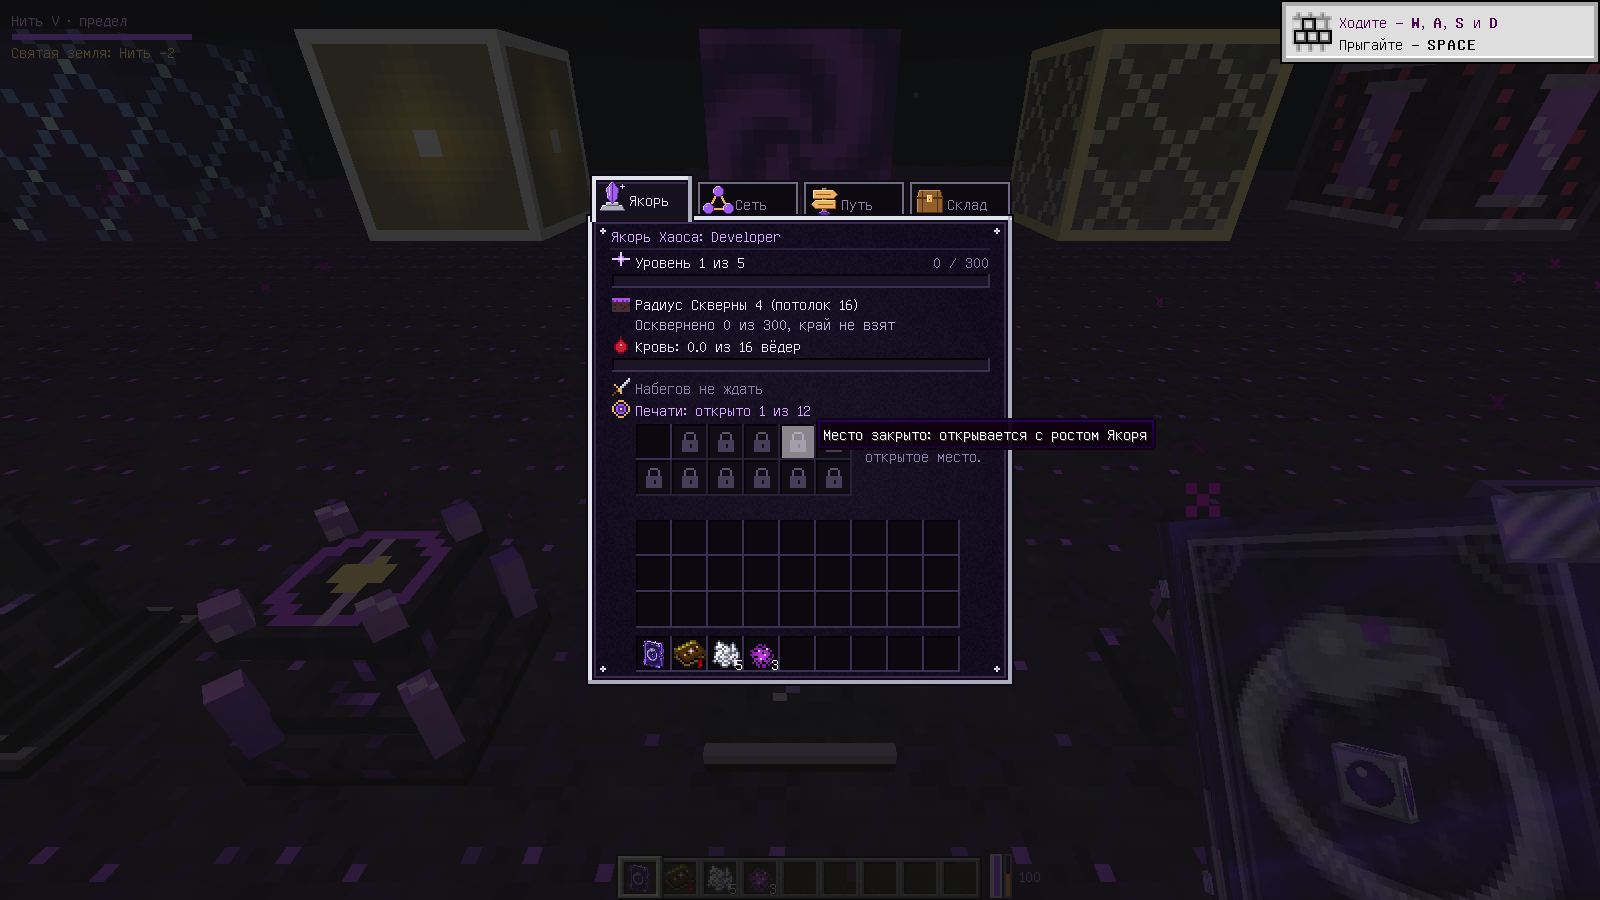 Нить V · предел
Святая земля: Нить -2
Ходите – W, A, S и D
Прыгайте – SPACE
Якорь
Сеть
Путь
Склад
Якорь Хаоса: Developer
Уровень 1 из 5
0 / 300
Радиус Скверны 4 (потолок 16)
Осквернено 0 из 300, край не взят
Кровь: 0.0 из 16 вёдер
Набегов не ждать
Печати: открыто 1 из 12
Место закрыто: открывается с ростом Якоря
открытое место.
5
3
5
3
100